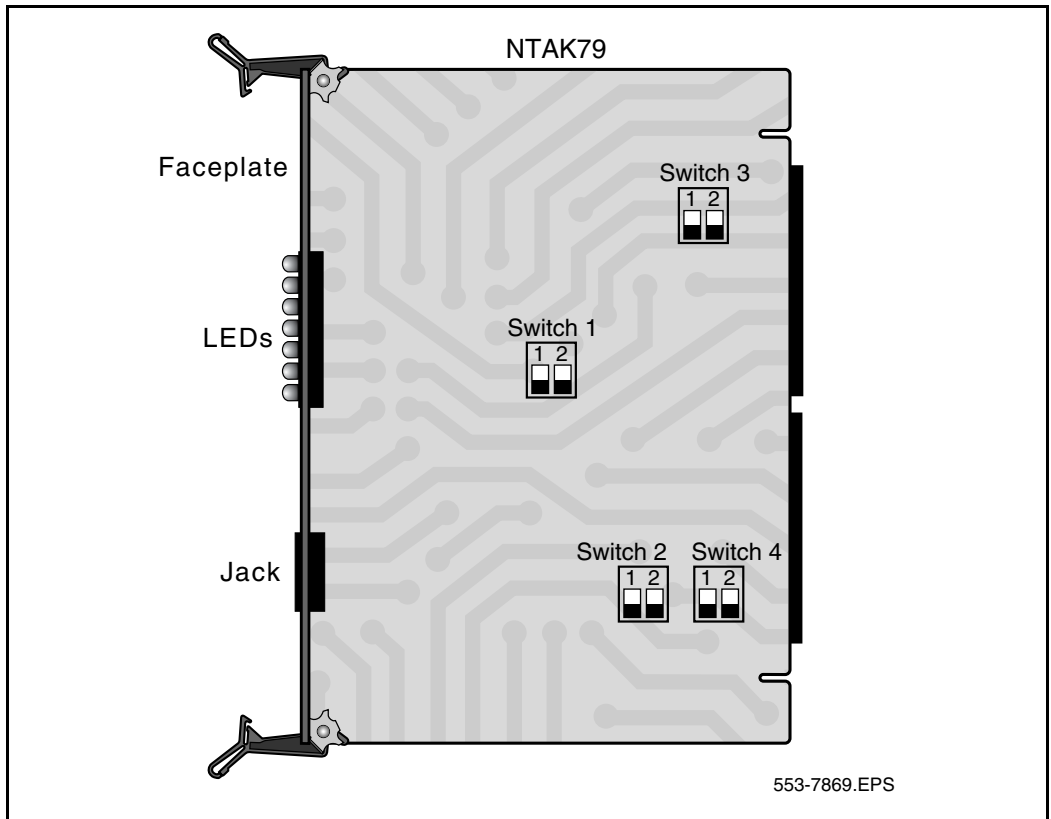 NTAK79
Faceplate
Switch 3
1 2
LEDs
Switch 1
1 2
Jack
Switch 2
1 2
Switch 4
1 2
553-7869.EPS